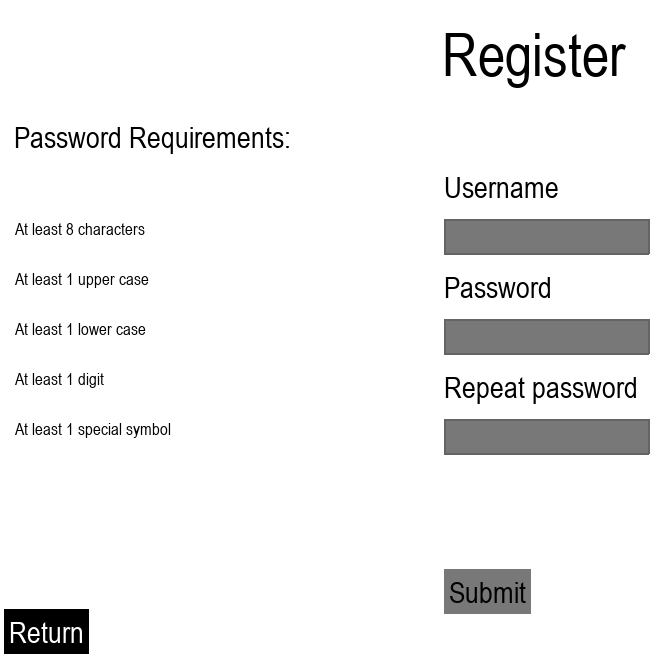 Register
Password Requirements:
Username
At least 8 characters
At least 1 upper case
Password
At least 1 lower case
At least 1 digit
Repeat password
At least 1 special symbol
Submit
Return